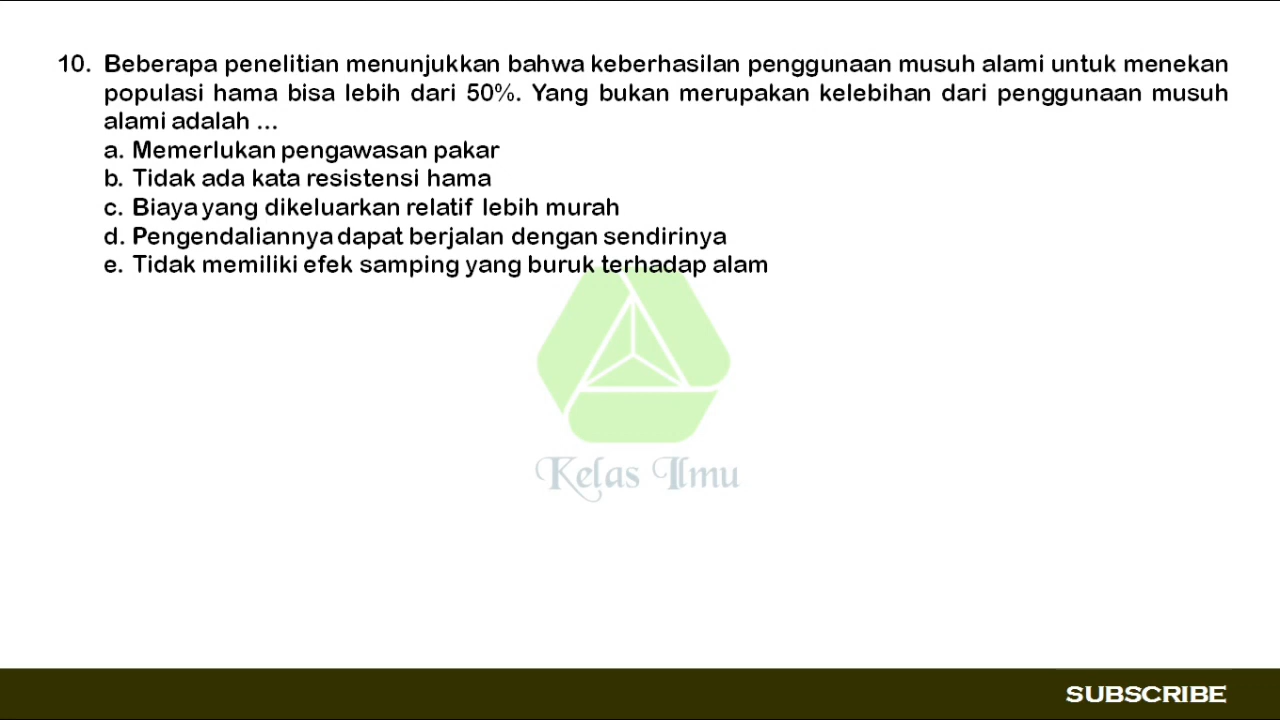 10. Beberapa penelitian menunjukkan bahwa keberhasilan penggunaan musuh alami untuk menekan
populasi hama bisa lebih dari 50%. Yang bukan merupakan kelebihan dari penggunaan musuh
alami adalah ...
a. Memerlukan pengawasan pakar
b. Tidak ada kata resistensi hama
c. Biaya yang dikeluarkan relatif lebih murah
d. Pengendaliannya dapat berjalan dengan sendirinya
e. Tidak memiliki efek samping yang buruk terhadap alam
Kelas Ilmu
SUBSCRIBE